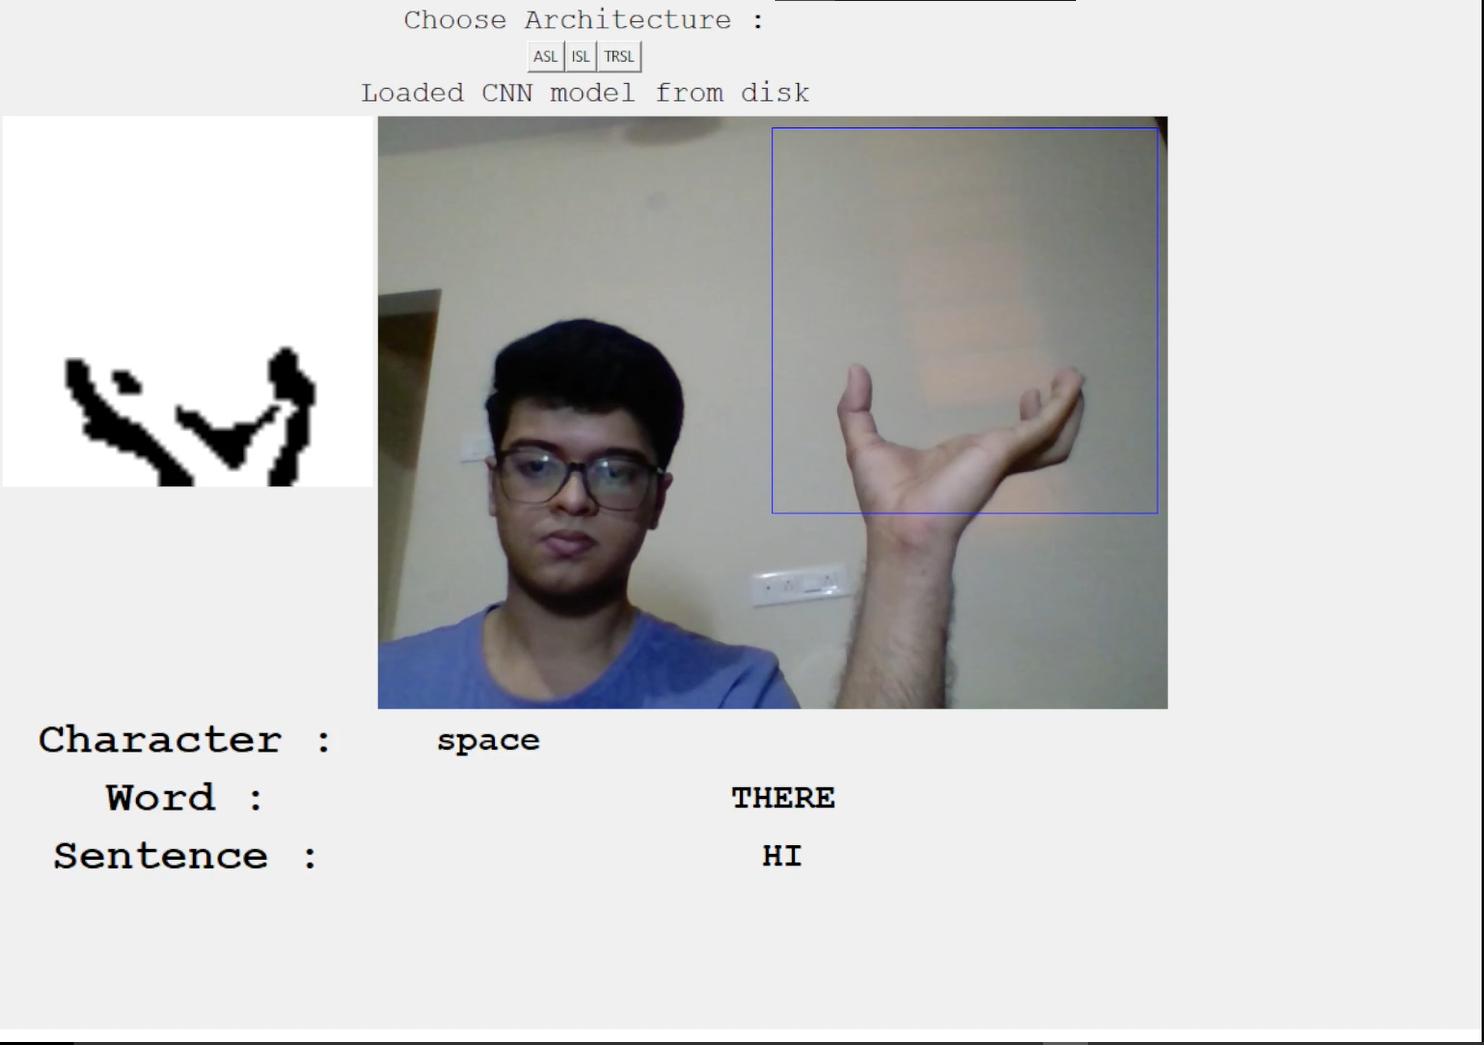 Choose Architecture :
ASL ISL TRSL
Loaded CNN model from disk
Character : space
Word : THERE
Sentence : HI